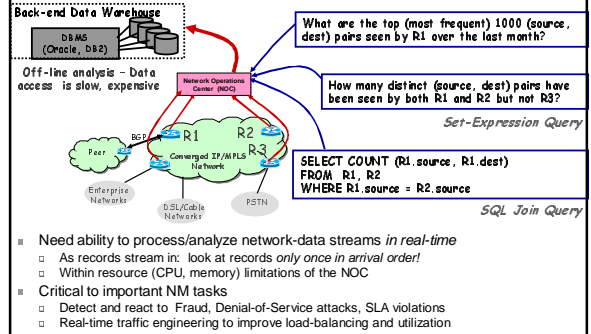 Back-end Data Warehouse
DBMS
(Oracle, DB2)
Off-line analysis – Data
access is slow, expensive
Network Operations
Center (NOC)
What are the top (most frequent) 1000 (source,
dest) pairs seen by R1 over the last month?
How many distinct (source, dest) pairs have
been seen by both R1 and R2 but not R3?
Set-Expression Query
SELECT COUNT (R1.source, R1.dest)
FROM R1, R2
WHERE R1.source = R2.source
SQL Join Query
BGP
R1
R2
R3
Peer
Converged IP/MPLS
Network
Enterprise
Networks
DSL/Cable
Networks
PSTN
Need ability to process/analyze network-data streams in real-time
As records stream in: look at records only once in arrival order!
Within resource (CPU, memory) limitations of the NOC
Critical to important NM tasks
Detect and react to Fraud, Denial-of-Service attacks, SLA violations
Real-time traffic engineering to improve load-balancing and utilization